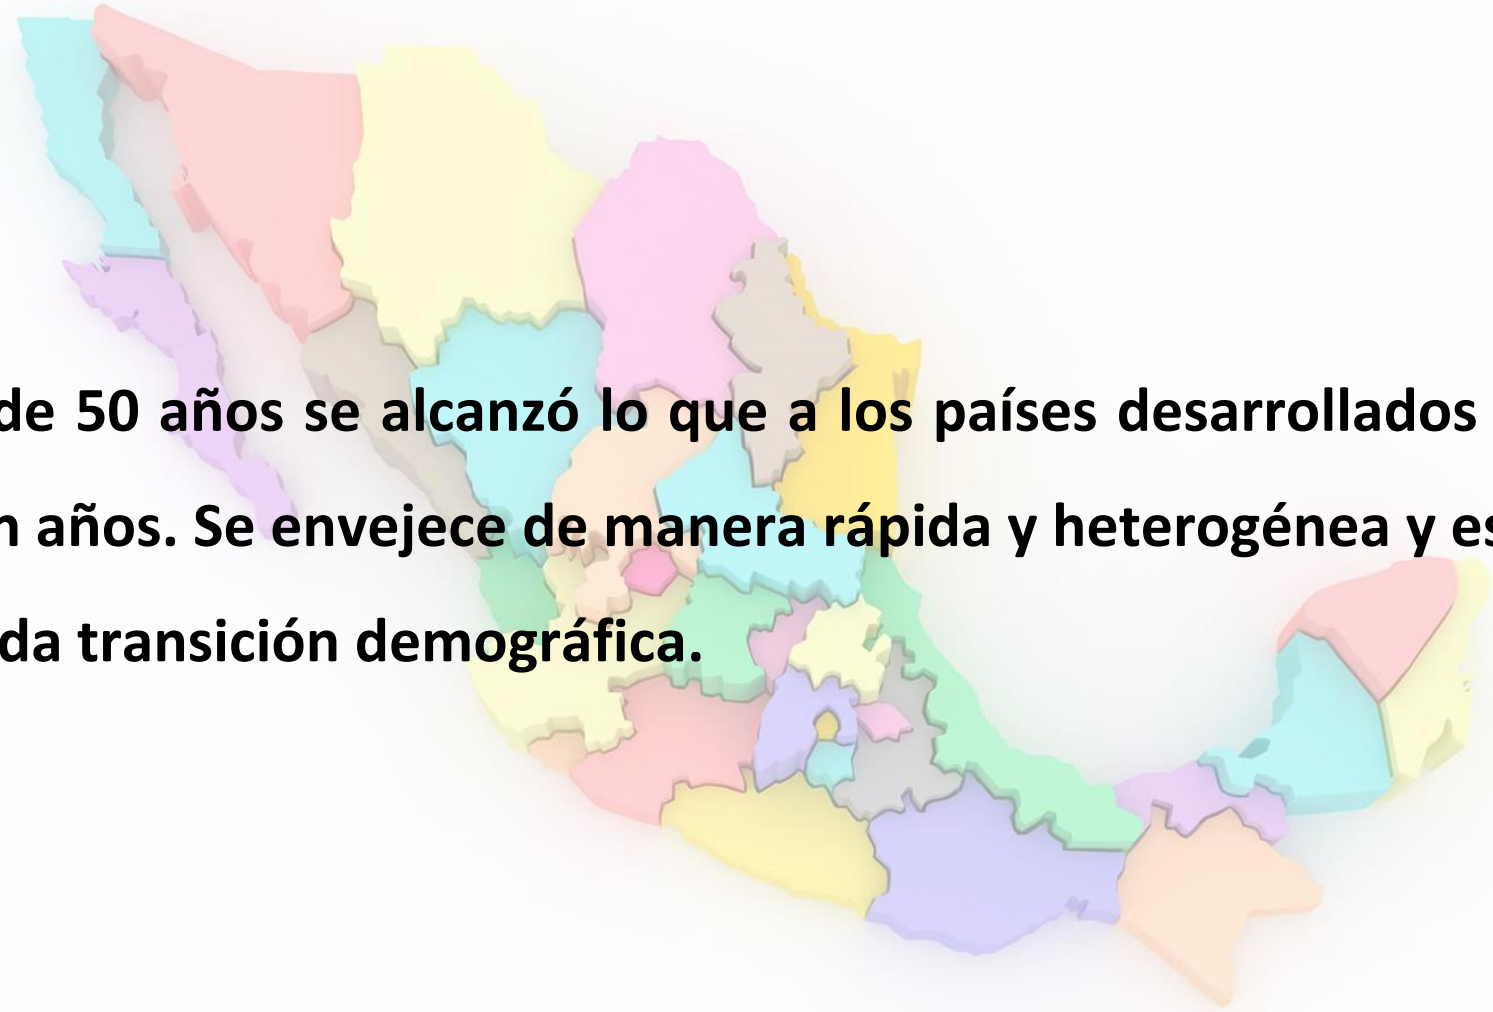 de 50 años se alcanzó lo que a los países desarrollados
n años. Se envejece de manera rápida y heterogénea y es
da transición demográfica.